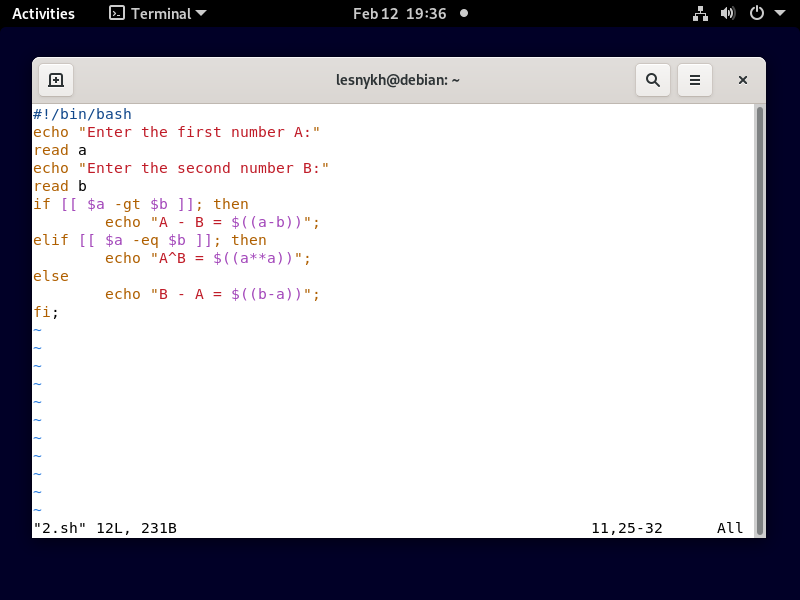 Activities Terminal Feb 12 19:36
lesnykh@debian: ~
#!/bin/bash
echo "Enter the first number A:"
read a
echo "Enter the second number B:"
read b
if [[ $a -gt $b ]]; then
        echo "A - B = $((a-b))";
elif [[ $a -eq $b ]]; then
        echo "A^B = $((a**a))";
else
        echo "B - A = $((b-a))";
fi;
~
~
~
~
~
~
~
~
~
~
~
"2.sh" 12L, 231B 11,25-32 All